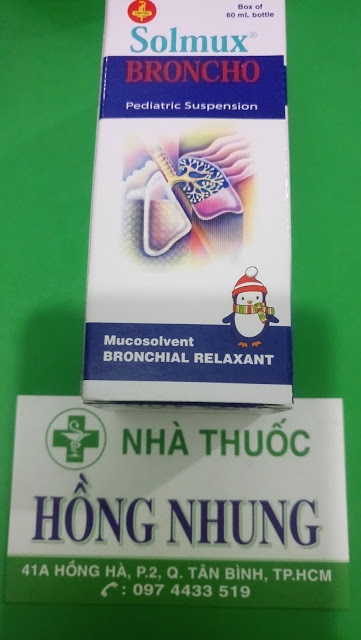 Box of
60 mL bottle
Solmux®
BRONCHO
Pediatric Suspension
Mucosolvent
BRONCHIAL RELAXANT
NHÀ THUỐC
HỒNG NHUNG
41A HỒNG HÀ, P.2, Q. TÂN BÌNH, TP.HCM
: 097 4433 519